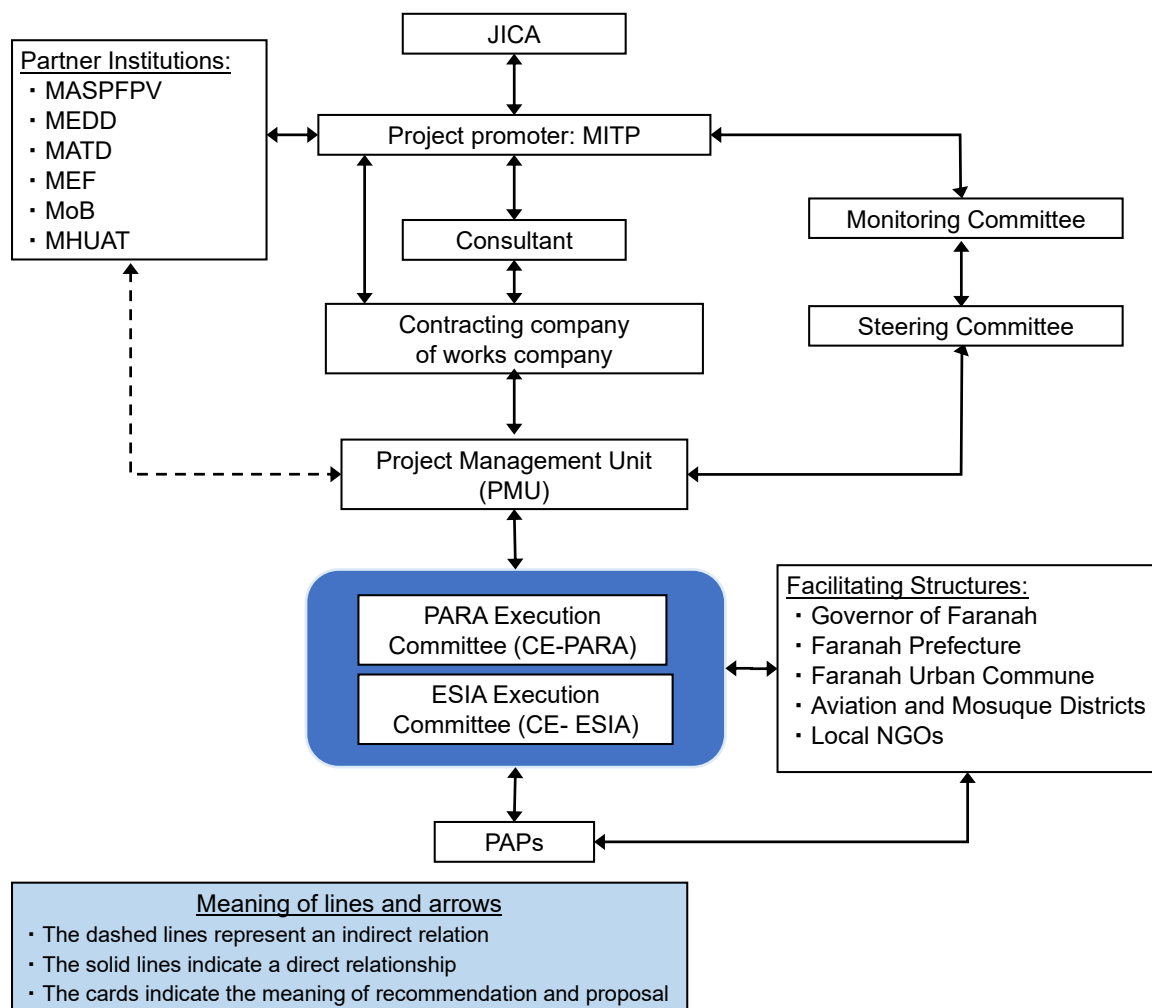 JICA
Partner Institutions:
・MASPFPV
・MEDD
・MATD
・MEF
・MoB
・MHUAT
Project promoter: MITP
Monitoring Committee
Consultant
Contracting company
of works company
Steering Committee
Project Management Unit
(PMU)
PARA Execution
Committee (CE-PARA)
ESIA Execution
Committee (CE- ESIA)
Facilitating Structures:
・Governor of Faranah
・Faranah Prefecture
・Faranah Urban Commune
・Aviation and Mosuque Districts
・Local NGOs
PAPs
Meaning of lines and arrows
・The dashed lines represent an indirect relation
・The solid lines indicate a direct relationship
・The cards indicate the meaning of recommendation and proposal